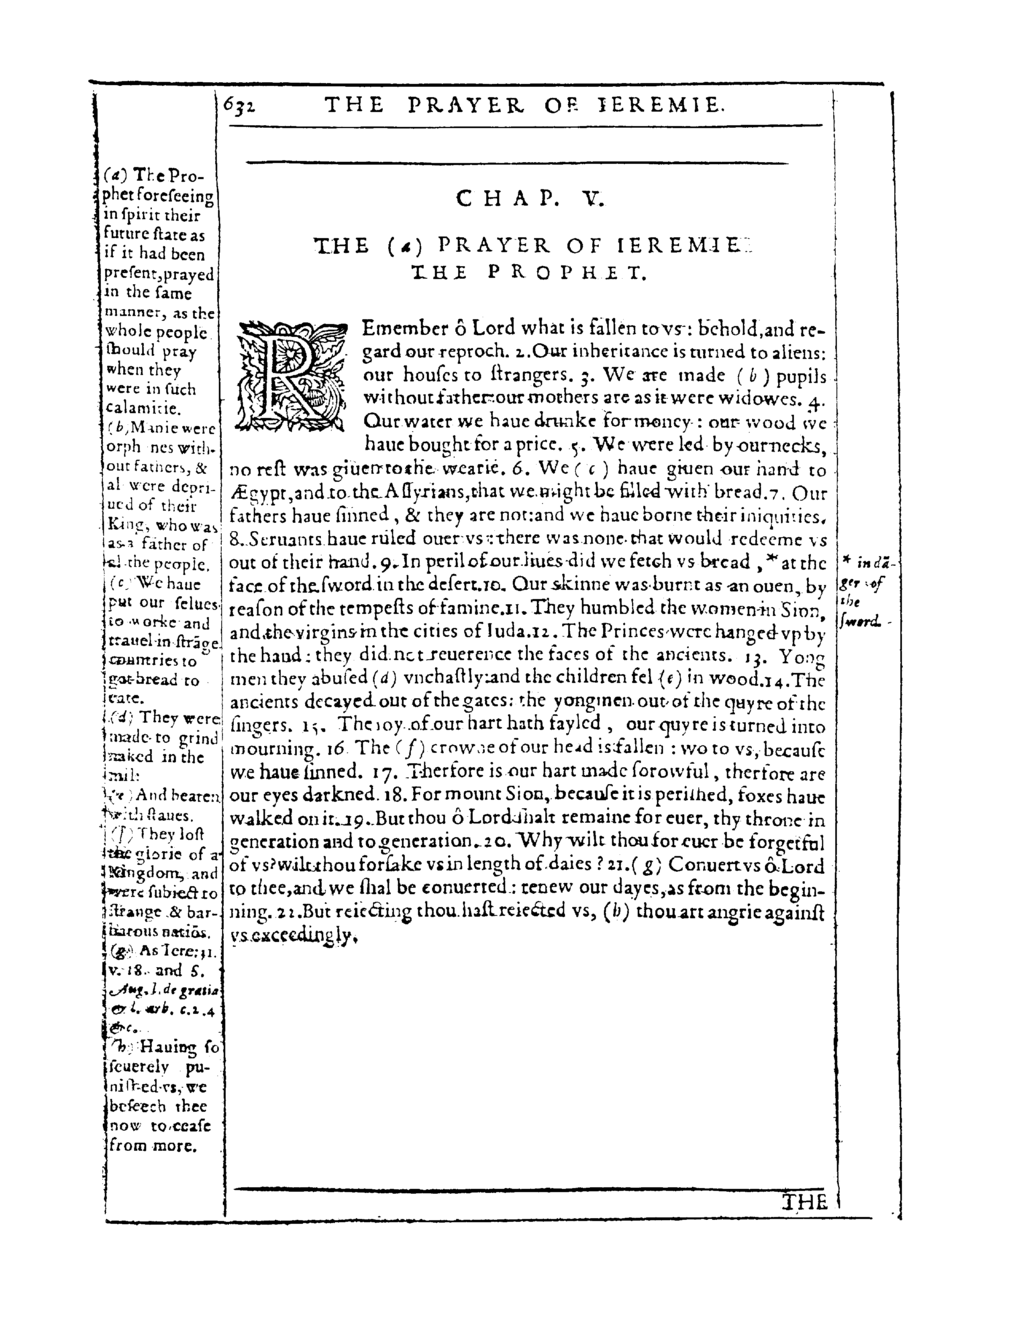 632 THE PRAYER OF IEREMIE.
(a) The Pro-
phet foreſeeing
in ſpirit their
future ſtate as
if it had been
preſent,prayed
in the ſame
manner, as the
whole people
ſhould pray
when they
were in ſuch
calamitie.
(b) Manie were
orphanes with-
out fathers, &
al were depri-
ued of their
King, who was
as a father of
al the people.
(c) We haue
put our ſelues
to worke and
trauel in ſtrāge
countries to
get bread to
eate.
(d) They were
made to grind
naked in the
mil:
(e) And beaten
with ſtaues.
(f) They loſt
the glorie of a
Kingdom, and
were ſubiect to
ſtrange & bar-
barous natiōs.
(g) As Iere: 31.
v. 18. and S.
Aug. l. de gratia
& l. arb. c. 2. 4
&c.
(h) Hauing ſo
ſeuerely pu-
niſhed vs, we
beſeech thee
now to ceaſe
from more.
CHAP. V.
THE (a) PRAYER OF IEREMIE
THE PROPHET.
REmember ô Lord what is fallen to vs: behold,and re-
gard our reproch. 2.Our inheritance is turned to aliens:
our houſes to ſtrangers. 3. We are made (b) pupils
without father: our mothers are as it were widowes. 4.
Our water we haue drunke for money: our wood we
haue bought for a price. 5. We were led by our necks,
no reſt was giuen to the wearie. 6. We (c) haue giuen our hand to
Ægypt,and to the Aſſyrians,that we might be filled with bread.7. Our
fathers haue ſinned, & they are not:and we haue borne their iniquities.
8. Seruants haue ruled ouer vs: there was none that would redeeme vs
out of their hand. 9. In peril of our liues did we fetch vs bread, * at the
face of the ſword in the deſert.10. Our skinne was burnt as an ouen, by
reaſon of the tempeſts of famine.11. They humbled the women in Sion,
and the virgins in the cities of Iuda.12. The Princes were hanged vp by
the hand: they did not reuerence the faces of the ancients. 13. Yong
men they abuſed (d) vnchaſtly:and the children fel (e) in wood.14.The
ancients decayed out of the gates: the yongmen out of the quyre of the
ſingers. 15. The ioy of our hart hath fayled, our quyre is turned into
mourning. 16 The (f) crowne of our head is fallen: wo to vs, becauſe
we haue ſinned. 17. Therfore is our hart made ſorowful, therfore are
our eyes darkned. 18. For mount Sion, becauſe it is periſhed, foxes haue
walked on it. 19. But thou ô Lord ſhalt remaine for euer, thy throne in
generation and to generation. 20. Why wilt thou for euer be forgetful
of vs? wilt thou forſake vs in length of daies ? 21. (g) Conuert vs ô Lord
to thee,and we ſhal be conuerted: renew our dayes,as from the begin-
ning. 22.But reiecting thou haſt reiected vs, (h) thou art angrie againſt
vs exceedingly.
* in dā-
ger of
the
ſword.
THE